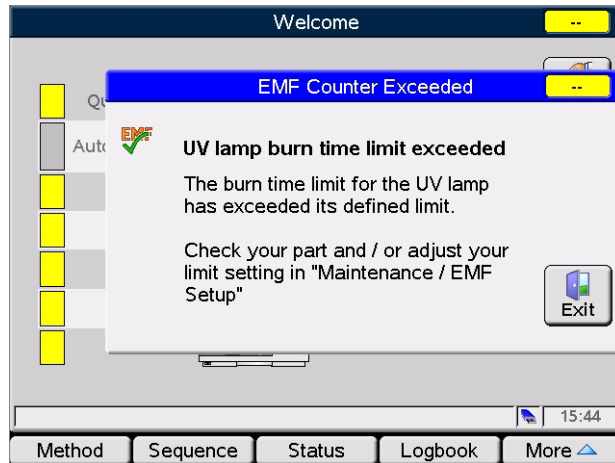 Welcome
--
EMF Counter Exceeded
--
Qu
Auto
EMF
UV lamp burn time limit exceeded
The burn time limit for the UV lamp
has exceeded its defined limit.
Check your part and / or adjust your
limit setting in "Maintenance / EMF
Setup"
Exit
15:44
Method
Sequence
Status
Logbook
More